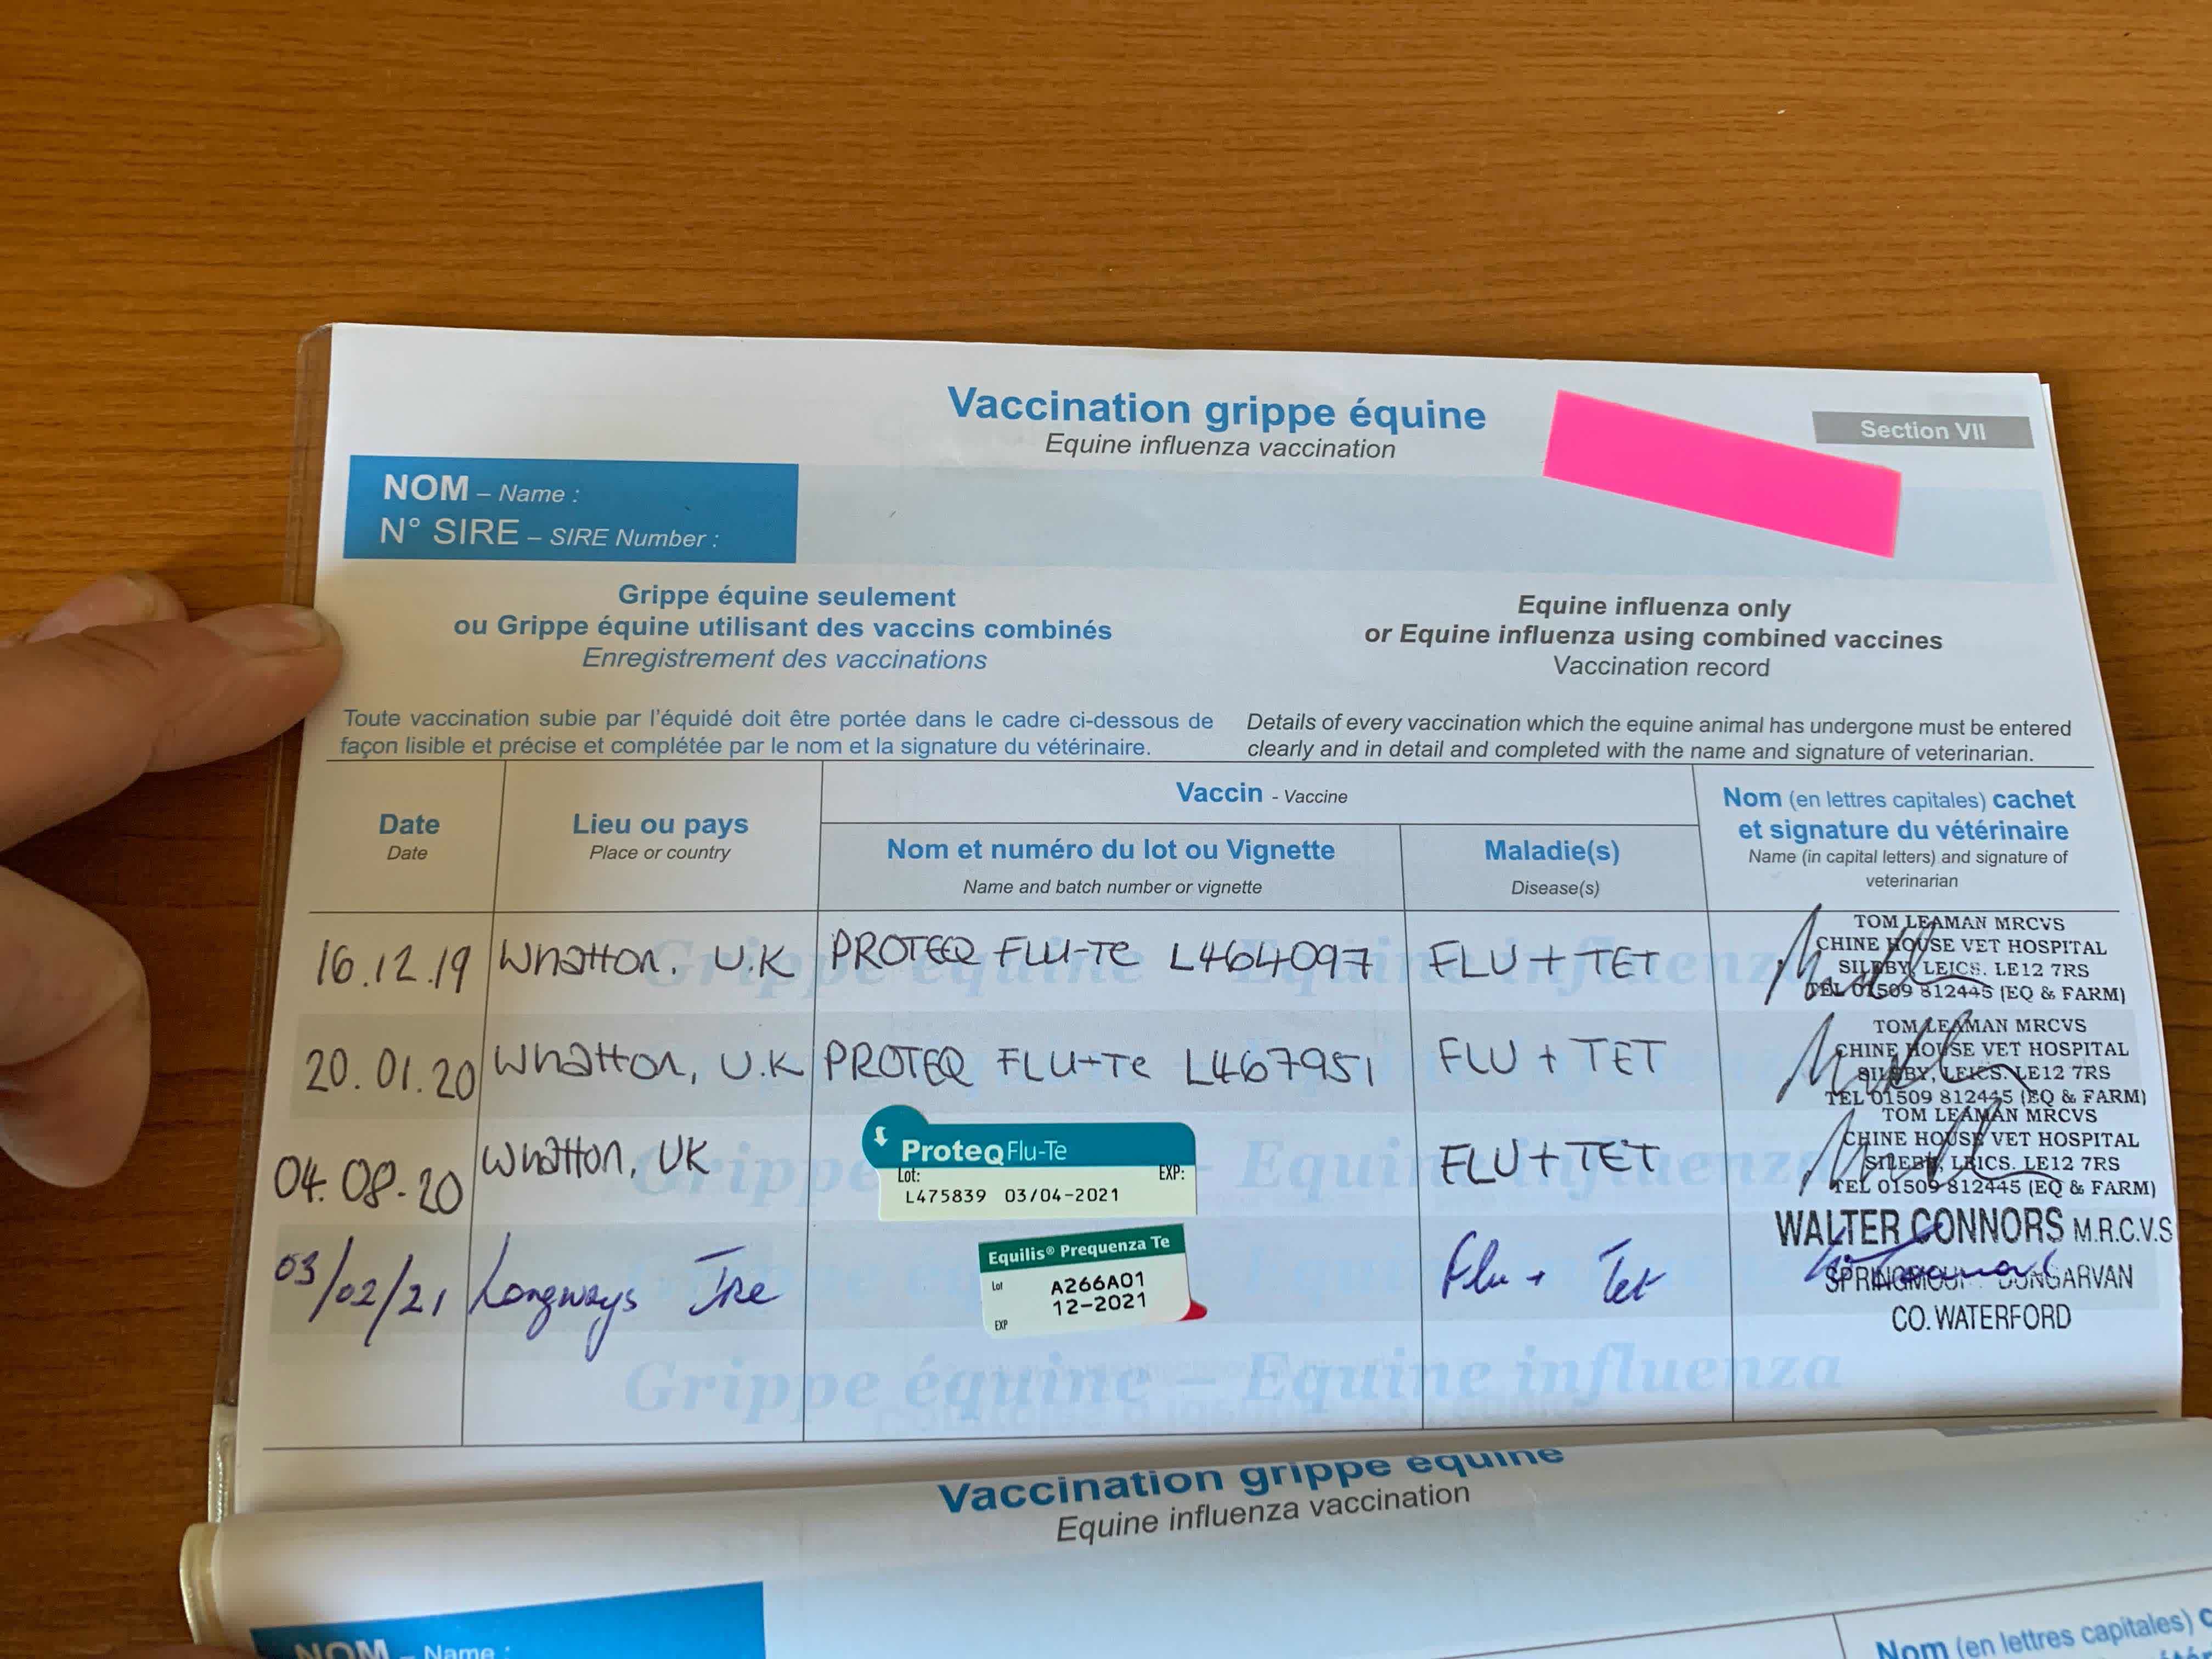 Vaccination grippe équine
Equine influenza vaccination
Section VII
NOM – Name :
N° SIRE – SIRE Number :
Grippe équine seulement
ou Grippe équine utilisant des vaccins combinés
Enregistrement des vaccinations
Equine influenza only
or Equine influenza using combined vaccines
Vaccination record
Toute vaccination subie par l'équidé doit être portée dans le cadre ci-dessous de
façon lisible et précise et complétée par le nom et la signature du vétérinaire.
Details of every vaccination which the equine animal has undergone must be entered
clearly and in detail and completed with the name and signature of veterinarian.
Date
Date
Lieu ou pays
Place or country
Vaccin - Vaccine
Nom et numéro du lot ou Vignette
Name and batch number or vignette
Maladie(s)
Disease(s)
Nom (en lettres capitales) cachet
et signature du vétérinaire
Name (in capital letters) and signature of
veterinarian
16.12.19 Whatton, U.K PROTEQ FLU-TE L464097 FLU + TET
TOM LEAMAN MRCVS
CHINE HOUSE VET HOSPITAL
SILEBY, LEICS. LE12 7RS
TEL 01509 812445 (EQ & FARM)
20.01.20 Whatton, U.K PROTEQ FLU+TE L467951 FLU + TET
TOM LEAMAN MRCVS
CHINE HOUSE VET HOSPITAL
SILEBY, LEICS. LE12 7RS
TEL 01509 812445 (EQ & FARM)
04.08.20 Whatton, UK
ProteqFlu-Te
Lot: EXP:
L475839 03/04-2021
FLU + TET
TOM LEAMAN MRCVS
CHINE HOUSE VET HOSPITAL
SILEBY, LEICS. LE12 7RS
TEL 01509 812445 (EQ & FARM)
03/02/21 Longways Ire
Equilis® Prequenza Te
Lot A266A01
12-2021
EXP
Flu + Tet
WALTER CONNORS M.R.C.V.S
SPRINGMOUNT DUNGARVAN
CO. WATERFORD
Grippe équine – Equine influenza
Vaccination grippe équine
Equine influenza vaccination
NOM – Name :
Nom (en lettres capitales) c